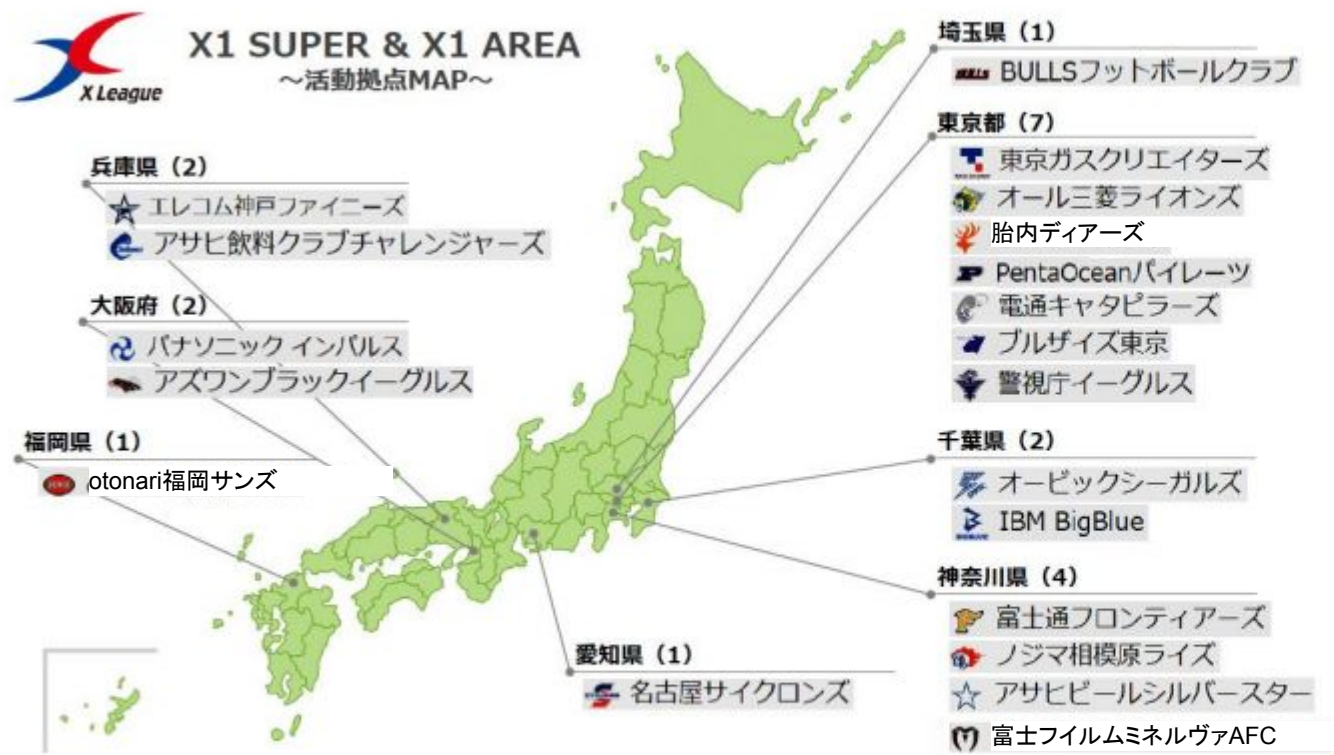 X League
X1 SUPER & X1 AREA
～活動拠点MAP～
兵庫県（2）
エレコム神戸ファイニーズ
アサヒ飲料クラブチャレンジャーズ
大阪府（2）
パナソニック インパルス
アズワンブラックイーグルス
福岡県（1）
otonari福岡サンズ
愛知県（1）
名古屋サイクロンズ
埼玉県（1）
BULLS
BULLSフットボールクラブ
東京都（7）
東京ガスクリエイターズ
オール三菱ライオンズ
胎内ディアーズ
PentaOceanパイレーツ
電通キャタピラーズ
ブルザイズ東京
警視庁イーグルス
千葉県（2）
オービックシーガルズ
IBM BigBlue
神奈川県（4）
富士通フロンティアーズ
ノジマ相模原ライズ
アサヒビールシルバースター
富士フイルムミネルヴァAFC